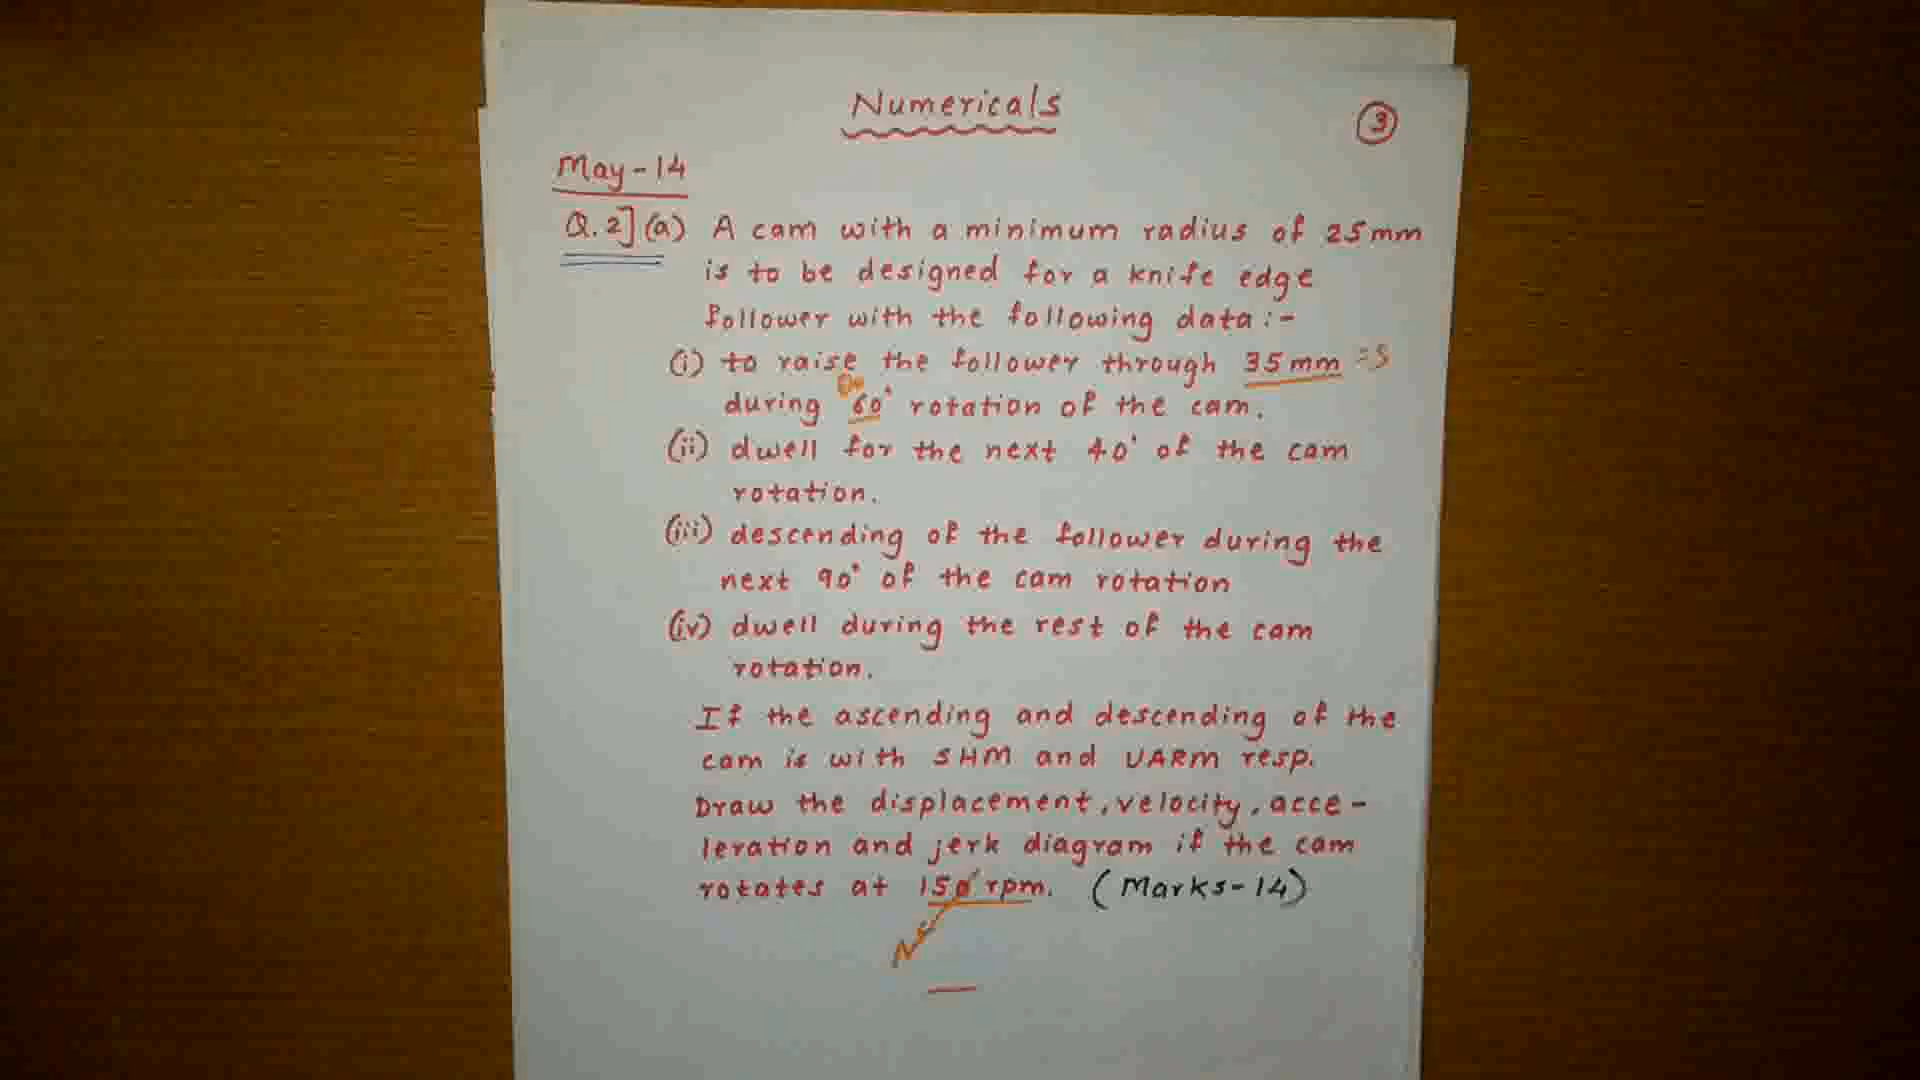 Numericals
3
May-14
Q.2] (a) A cam with a minimum radius of 25mm
is to be designed for a knife edge
follower with the following data:-
(i) to raise the follower through 35mm =S
during 60° rotation of the cam.
(ii) dwell for the next 40° of the cam
rotation.
(iii) descending of the follower during the
next 90° of the cam rotation
(iv) dwell during the rest of the cam
rotation.
If the ascending and descending of the
cam is with SHM and UARM resp.
Draw the displacement, velocity, acce-
leration and jerk diagram if the cam
rotates at 150 rpm. (Marks-14)